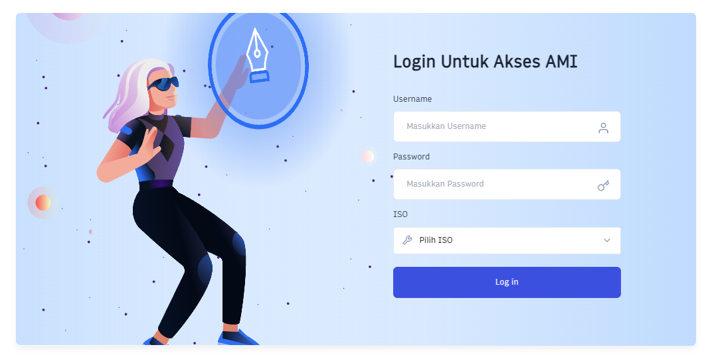 Login Untuk Akses AMI
Username
Masukkan Username
Password
Masukkan Password
ISO
Pilih ISO
Log in